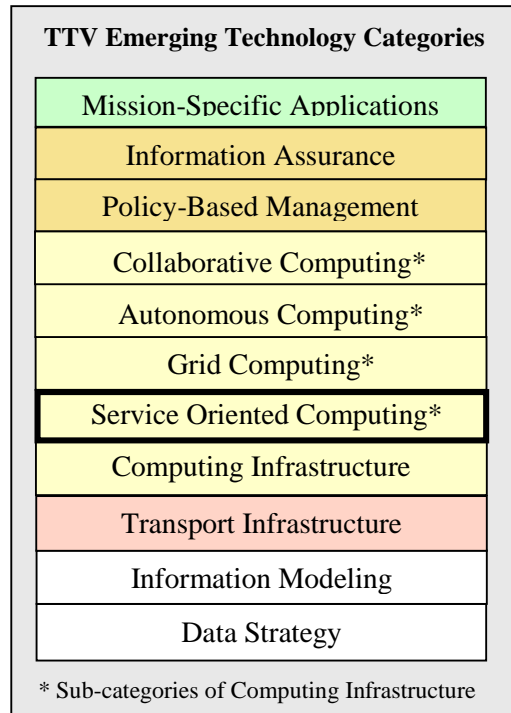 TTV Emerging Technology Categories
Mission-Specific Applications
Information Assurance
Policy-Based Management
Collaborative Computing*
Autonomous Computing*
Grid Computing*
Service Oriented Computing*
Computing Infrastructure
Transport Infrastructure
Information Modeling
Data Strategy
* Sub-categories of Computing Infrastructure